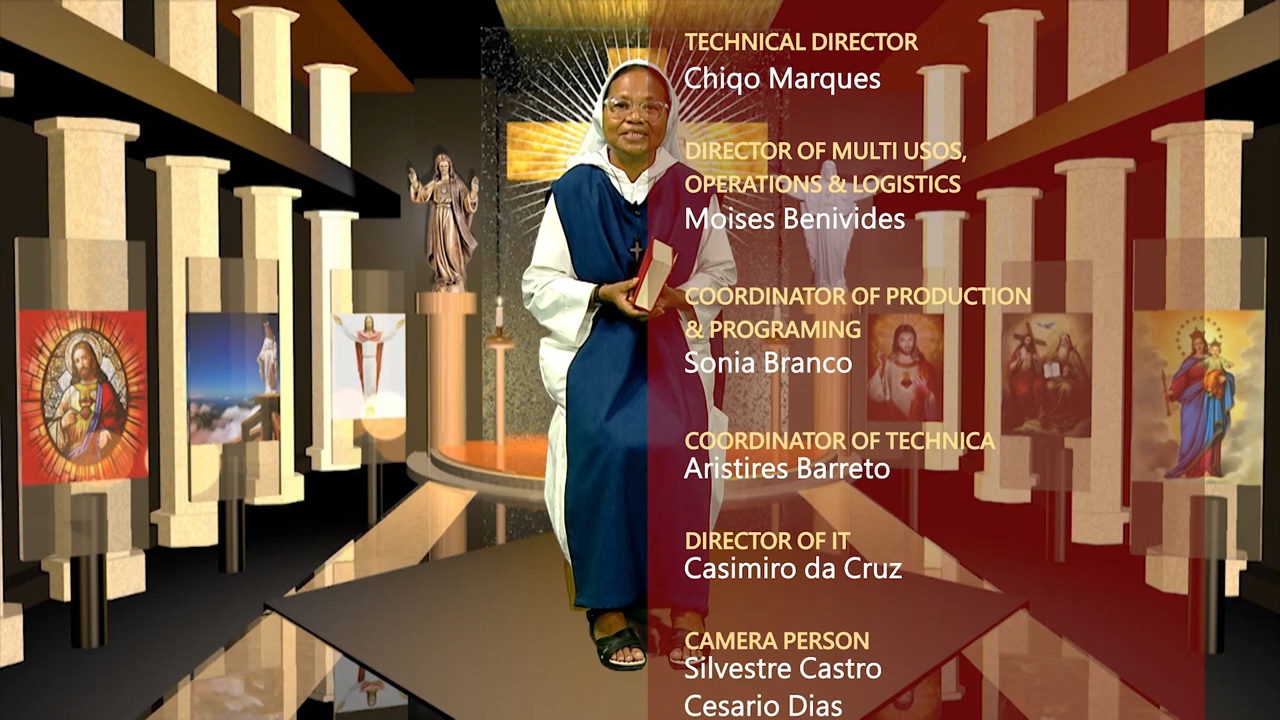 TECHNICAL DIRECTOR
Chiqo Marques
DIRECTOR OF MULTI USOS,
OPERATIONS & LOGISTICS
Moises Benivides
COORDINATOR OF PRODUCTION
& PROGRAMING
Sonia Branco
COORDINATOR OF TECHNICA
Aristires Barreto
DIRECTOR OF IT
Casimiro da Cruz
CAMERA PERSON
Silvestre Castro
Cesario Dias